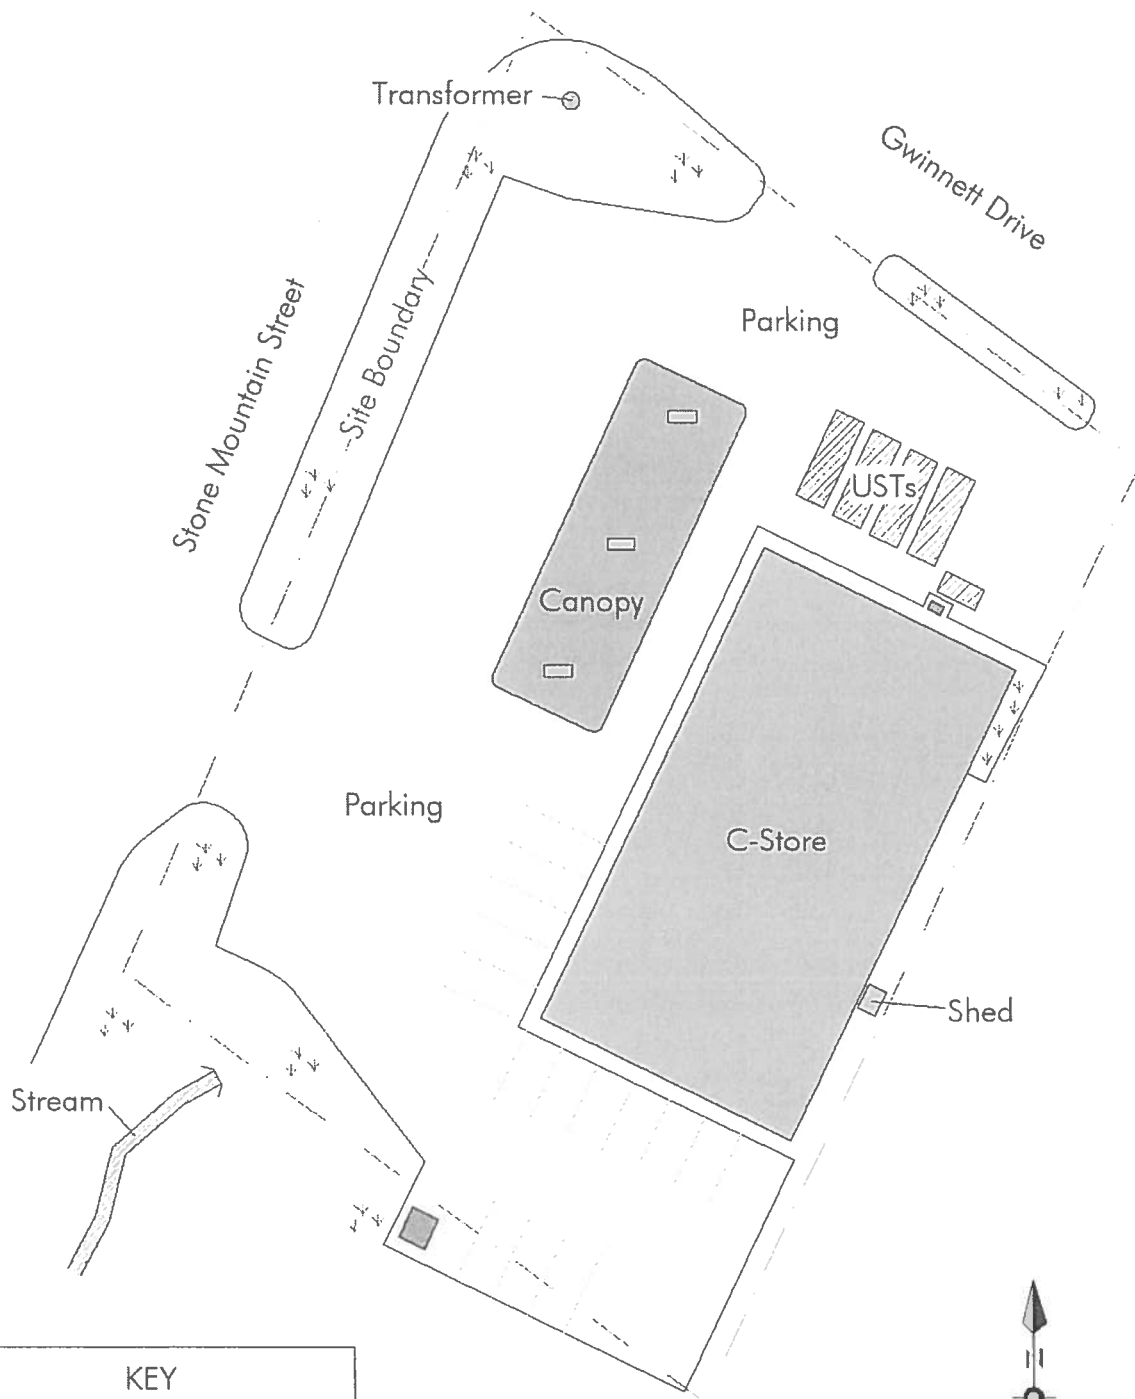 Transformer
Gwinnett Drive
Parking
Stone Mountain Street
Site Boundary
USTs
Canopy
Parking
C-Store
Shed
Stream
KEY